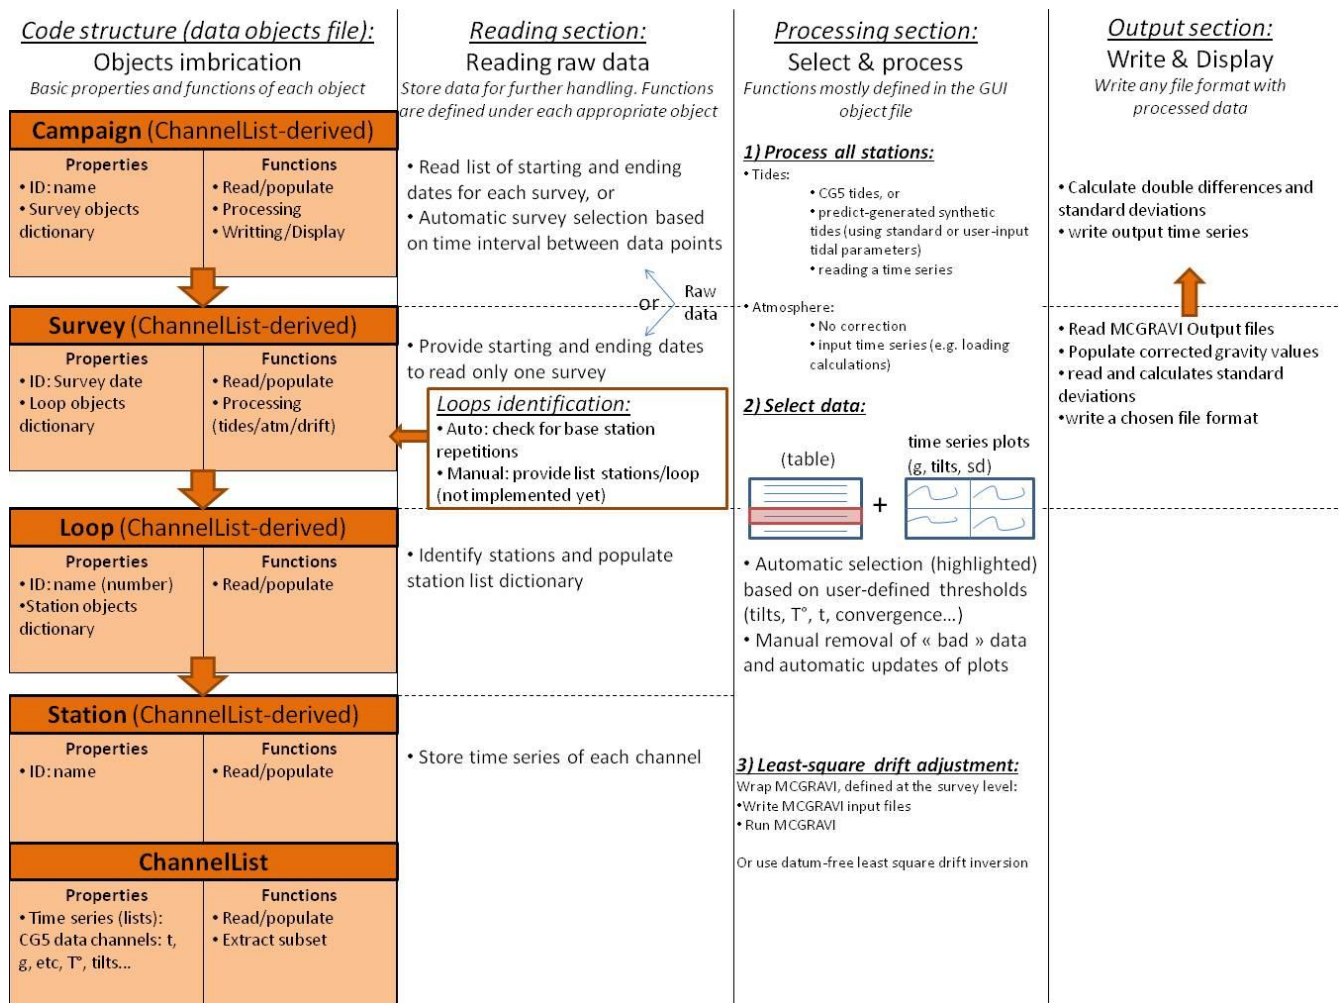 Code structure (data objects file):
Objects imbrication
Basic properties and functions of each object
Campaign (ChannelList-derived)
Properties
• ID: name
• Survey objects
dictionary
Functions
• Read/populate
• Processing
• Writting/Display
Survey (ChannelList-derived)
Properties
• ID: Survey date
• Loop objects
dictionary
Functions
• Read/populate
• Processing
(tides/atm/drift)
Loop (ChannelList-derived)
Properties
• ID: name (number)
•Station objects
dictionary
Functions
• Read/populate
Station (ChannelList-derived)
Properties
• ID: name
Functions
• Read/populate
ChannelList
Properties
• Time series (lists):
CG5 data channels: t,
g, etc, T°, tilts...
Functions
• Read/populate
• Extract subset
Reading section:
Reading raw data
Store data for further handling. Functions
are defined under each appropriate object
• Read list of starting and ending
dates for each survey, or
• Automatic survey selection based
on time interval between data points
or
Raw
data
• Provide starting and ending dates
to read only one survey
Loops identification:
• Auto: check for base station
repetitions
• Manual: provide list stations/loop
(not implemented yet)
• Identify stations and populate
station list dictionary
• Store time series of each channel
Processing section:
Select & process
Functions mostly defined in the GUI
object file
1) Process all stations:
• Tides:
• CG5 tides, or
• predict-generated synthetic
tides (using standard or user-input
tidal parameters)
• reading a time series
• Atmosphere:
• No correction
• input time series (e.g. loading
calculations)
2) Select data:
(table)
+
time series plots
(g, tilts, sd)
• Automatic selection (highlighted)
based on user-defined thresholds
(tilts, T°, t, convergence...)
• Manual removal of « bad » data
and automatic updates of plots
3) Least-square drift adjustment:
Wrap MCGRAVI, defined at the survey level:
•Write MCGRAVI input files
• Run MCGRAVI
Or use datum-free least square drift inversion
Output section:
Write & Display
Write any file format with
processed data
• Calculate double differences and
standard deviations
• write output time series
• Read MCGRAVI Output files
• Populate corrected gravity values
• read and calculates standard
deviations
•write a chosen file format